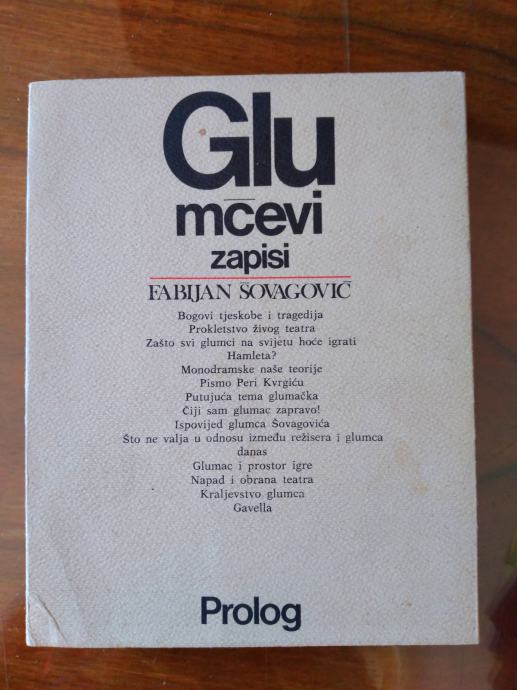 Glu
mčevi
zapisi
FABIJAN ŠOVAGOVIĆ
Bogovi tjeskobe i tragedija
Prokletstvo živog teatra
Zašto svi glumci na svijetu hoće igrati
Hamleta?
Monodramske naše teorije
Pismo Peri Kvrgiću
Putujuća tema glumačka
Čiji sam glumac zapravo!
Ispovijed glumca Šovagovića
Što ne valja u odnosu između režisera i glumca
danas
Glumac i prostor igre
Napad i obrana teatra
Kraljevstvo glumca
Gavella
Prolog